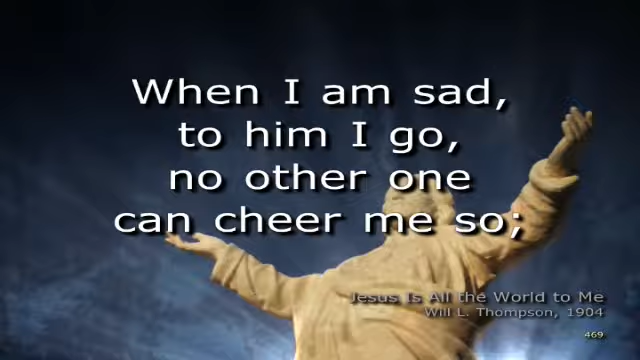 When I am sad,
to him I go,
no other one
can cheer me so;
Jesus Is All the World to Me
Will L. Thompson, 1904
469